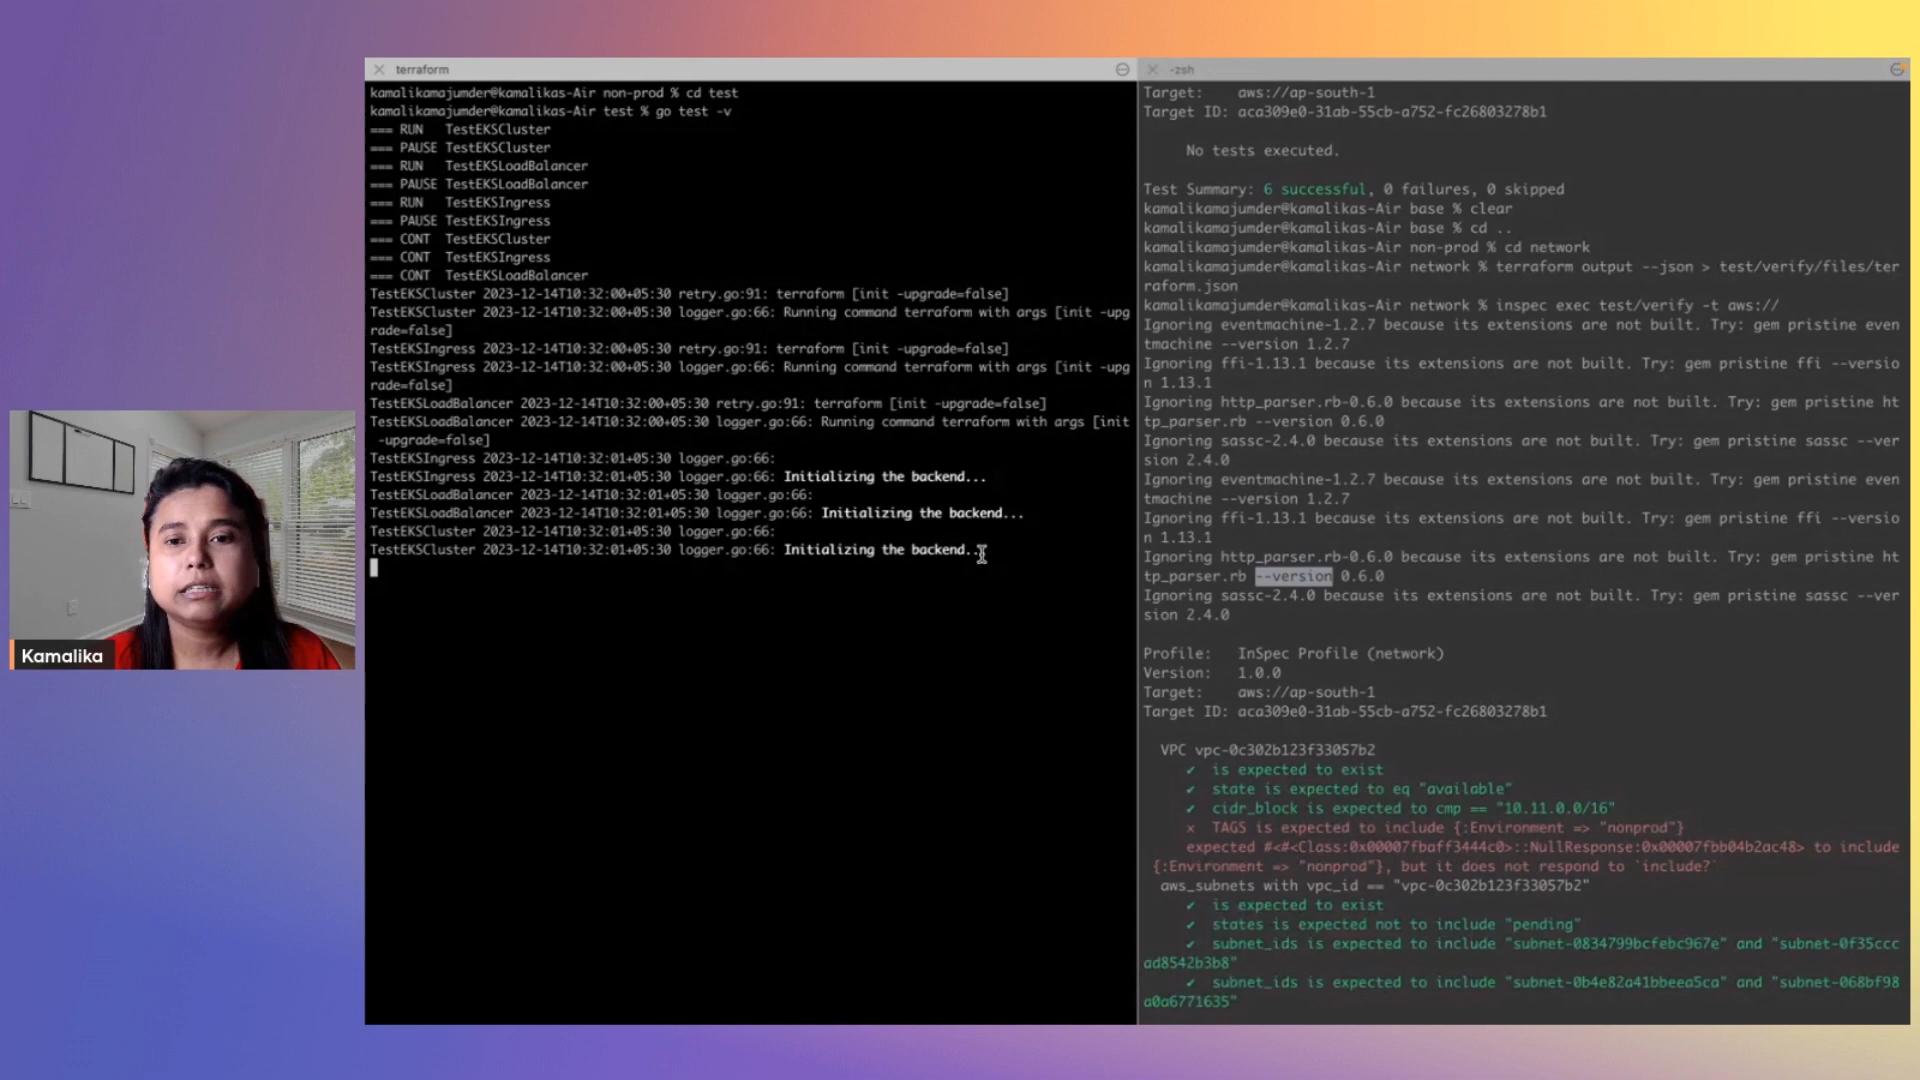 terraform
kamalikamajumder@kamalikas-Air non-prod % cd test
kamalikamajumder@kamalikas-Air test % go test -v
=== RUN   TestEKSCluster
=== PAUSE TestEKSCluster
=== RUN   TestEKSLoadBalancer
=== PAUSE TestEKSLoadBalancer
=== RUN   TestEKSIngress
=== PAUSE TestEKSIngress
=== CONT  TestEKSCluster
=== CONT  TestEKSIngress
=== CONT  TestEKSLoadBalancer
TestEKSCluster 2023-12-14T10:32:00+05:30 retry.go:91: terraform [init -upgrade=false]
TestEKSCluster 2023-12-14T10:32:00+05:30 logger.go:66: Running command terraform with args [init -upg
rade=false]
TestEKSIngress 2023-12-14T10:32:00+05:30 retry.go:91: terraform [init -upgrade=false]
TestEKSIngress 2023-12-14T10:32:00+05:30 logger.go:66: Running command terraform with args [init -upg
rade=false]
TestEKSLoadBalancer 2023-12-14T10:32:00+05:30 retry.go:91: terraform [init -upgrade=false]
TestEKSLoadBalancer 2023-12-14T10:32:00+05:30 logger.go:66: Running command terraform with args [init
-upgrade=false]
TestEKSIngress 2023-12-14T10:32:01+05:30 logger.go:66:
TestEKSIngress 2023-12-14T10:32:01+05:30 logger.go:66: Initializing the backend...
TestEKSLoadBalancer 2023-12-14T10:32:01+05:30 logger.go:66:
TestEKSLoadBalancer 2023-12-14T10:32:01+05:30 logger.go:66: Initializing the backend...
TestEKSCluster 2023-12-14T10:32:01+05:30 logger.go:66:
TestEKSCluster 2023-12-14T10:32:01+05:30 logger.go:66: Initializing the backend...
-zsh
Target:    aws://ap-south-1
Target ID: aca309e0-31ab-55cb-a752-fc26803278b1
No tests executed.
Test Summary: 6 successful, 0 failures, 0 skipped
kamalikamajumder@kamalikas-Air base % clear
kamalikamajumder@kamalikas-Air base % cd ..
kamalikamajumder@kamalikas-Air non-prod % cd network
kamalikamajumder@kamalikas-Air network % terraform output --json > test/verify/files/ter
raform.json
kamalikamajumder@kamalikas-Air network % inspec exec test/verify -t aws://
Ignoring eventmachine-1.2.7 because its extensions are not built. Try: gem pristine even
tmachine --version 1.2.7
Ignoring ffi-1.13.1 because its extensions are not built. Try: gem pristine ffi --versio
n 1.13.1
Ignoring http_parser.rb-0.6.0 because its extensions are not built. Try: gem pristine ht
tp_parser.rb --version 0.6.0
Ignoring sassc-2.4.0 because its extensions are not built. Try: gem pristine sassc --ver
sion 2.4.0
Ignoring eventmachine-1.2.7 because its extensions are not built. Try: gem pristine even
tmachine --version 1.2.7
Ignoring ffi-1.13.1 because its extensions are not built. Try: gem pristine ffi --versio
n 1.13.1
Ignoring http_parser.rb-0.6.0 because its extensions are not built. Try: gem pristine ht
tp_parser.rb --version 0.6.0
Ignoring sassc-2.4.0 because its extensions are not built. Try: gem pristine sassc --ver
sion 2.4.0
Profile:   InSpec Profile (network)
Version:   1.0.0
Target:    aws://ap-south-1
Target ID: aca309e0-31ab-55cb-a752-fc26803278b1
VPC vpc-0c302b123f33057b2
✔ is expected to exist
✔ state is expected to eq "available"
✔ cidr_block is expected to cmp == "10.11.0.0/16"
× TAGS is expected to include {:Environment => "nonprod"}
expected #<#<Class:0x00007fbaff3444c0>::NullResponse:0x00007fbb04b2ac48> to include
{:Environment => "nonprod"}, but it does not respond to `include?`
aws_subnets with vpc_id == "vpc-0c302b123f33057b2"
✔ is expected to exist
✔ states is expected not to include "pending"
✔ subnet_ids is expected to include "subnet-0834799bcfebc967e" and "subnet-0f35ccc
ad8542b3b8"
✔ subnet_ids is expected to include "subnet-0b4e82a41bbeea5ca" and "subnet-068bf98
a0a6771635"
Kamalika